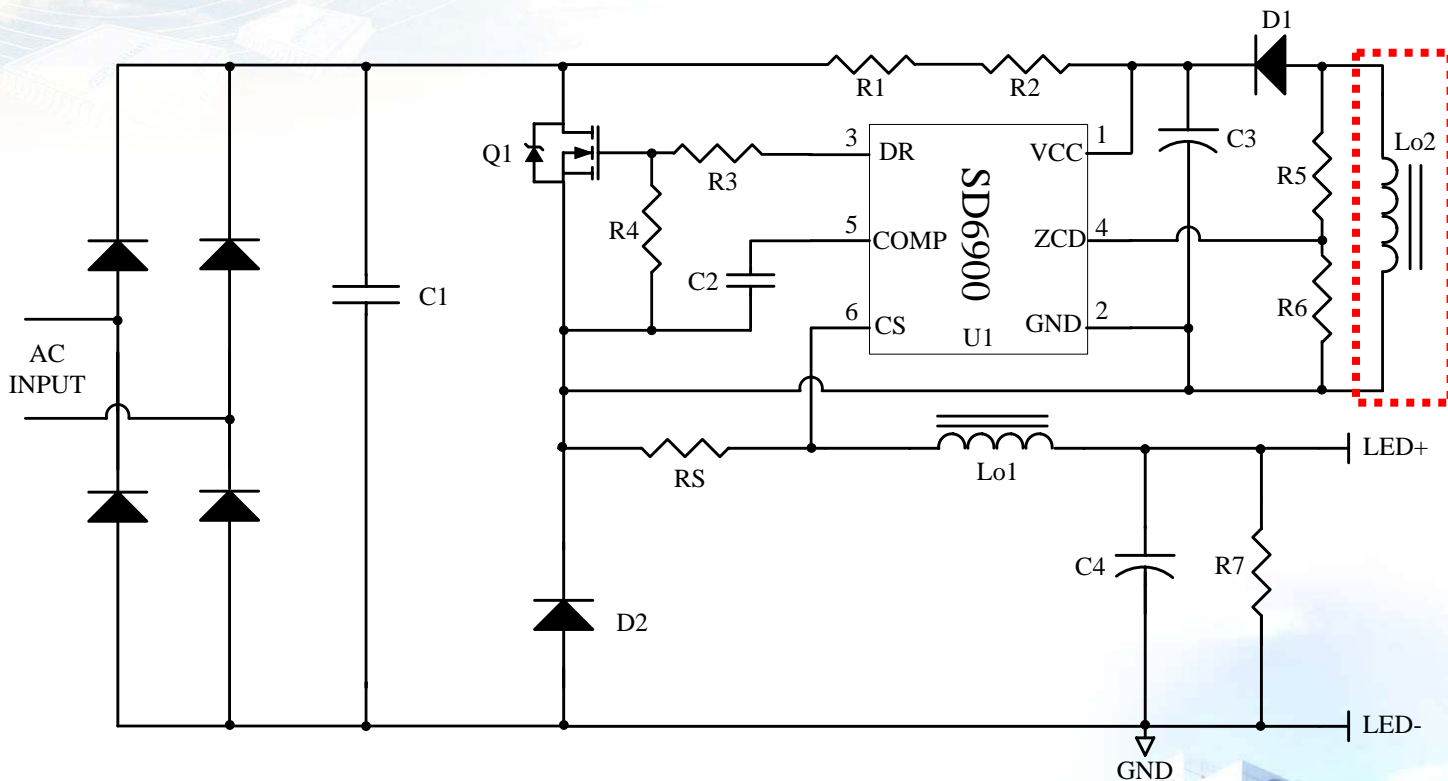 D1
R1
R2
C3
Lo2
Q1
R3
3
DR
VCC
1
R5
R4
SD6900
5
COMP
ZCD
4
C2
C1
6
CS
GND
2
R6
U1
AC
INPUT
RS
Lo1
LED+
C4
R7
D2
LED-
GND